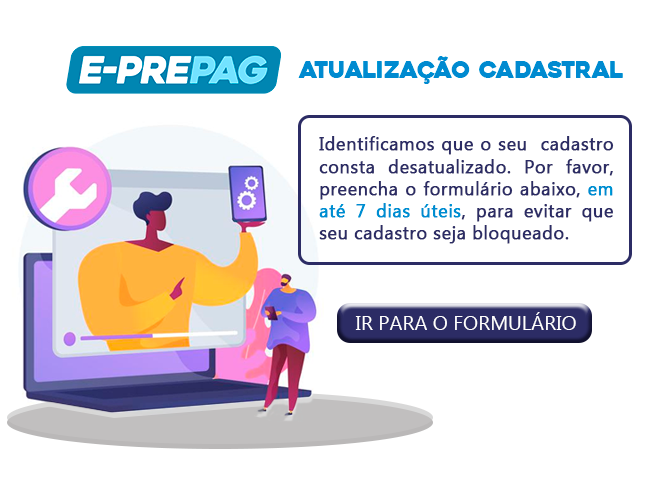 E-PREPAG
ATUALIZAÇÃO CADASTRAL
Identificamos que o seu cadastro
consta desatualizado. Por favor,
preencha o formulário abaixo, em
até 7 dias úteis, para evitar que
seu cadastro seja bloqueado.
IR PARA O FORMULÁRIO